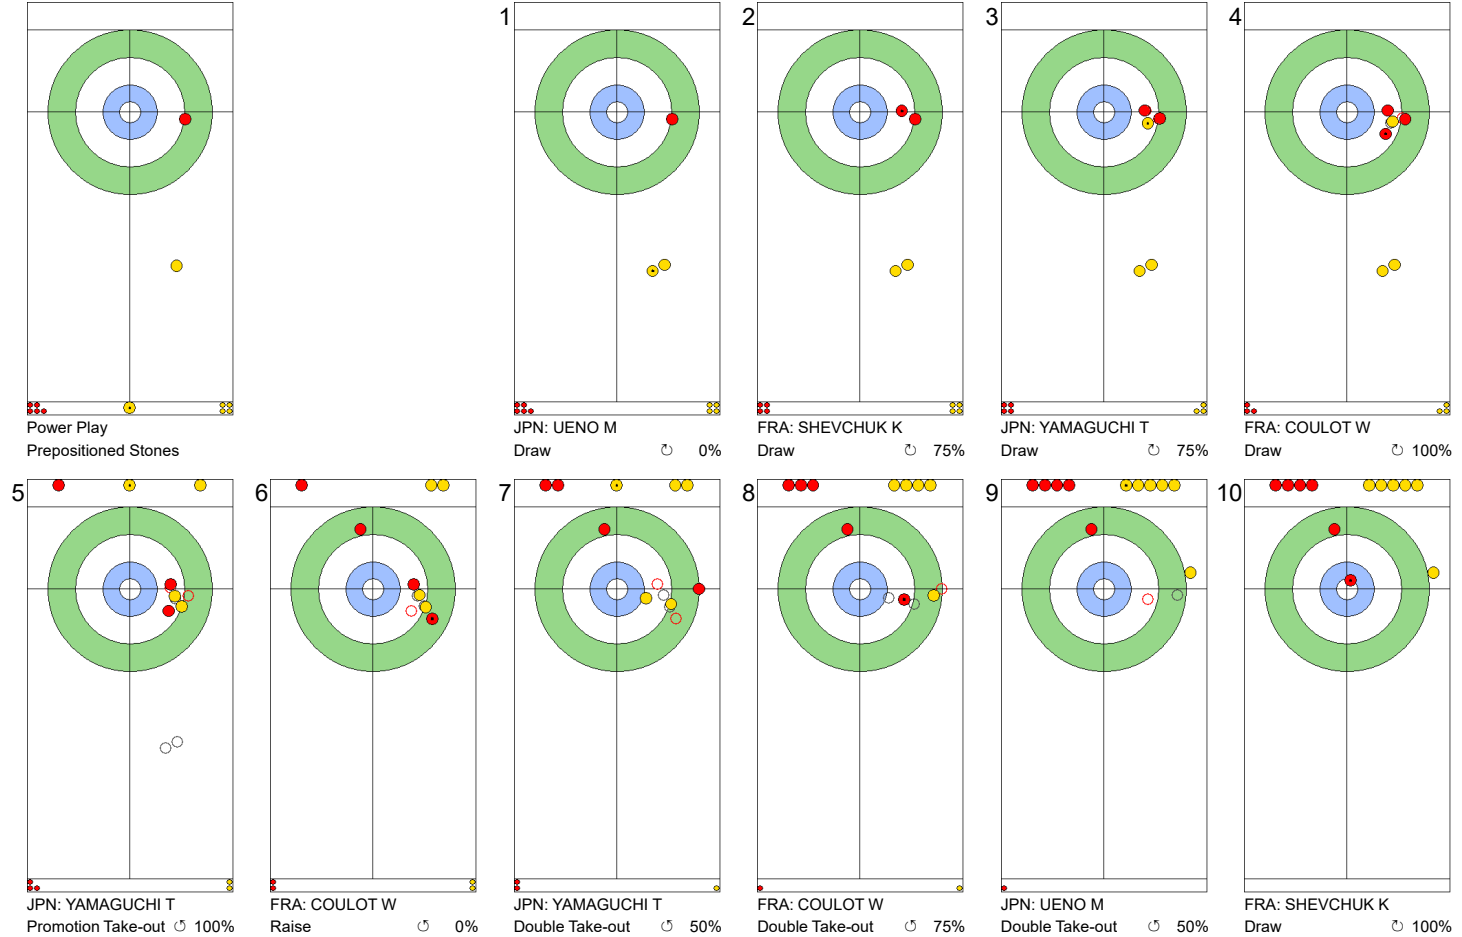 Power Play
Prepositioned Stones
1
JPN: UENO M
Draw ↻ 0%
2
FRA: SHEVCHUK K
Draw ↻ 75%
3
JPN: YAMAGUCHI T
Draw ↻ 75%
4
FRA: COULOT W
Draw ↻ 100%
5
JPN: YAMAGUCHI T
Promotion Take-out ↺ 100%
6
FRA: COULOT W
Raise ↺ 0%
7
JPN: YAMAGUCHI T
Double Take-out ↺ 50%
8
FRA: COULOT W
Double Take-out ↺ 75%
9
JPN: UENO M
Double Take-out ↺ 50%
10
FRA: SHEVCHUK K
Draw ↻ 100%